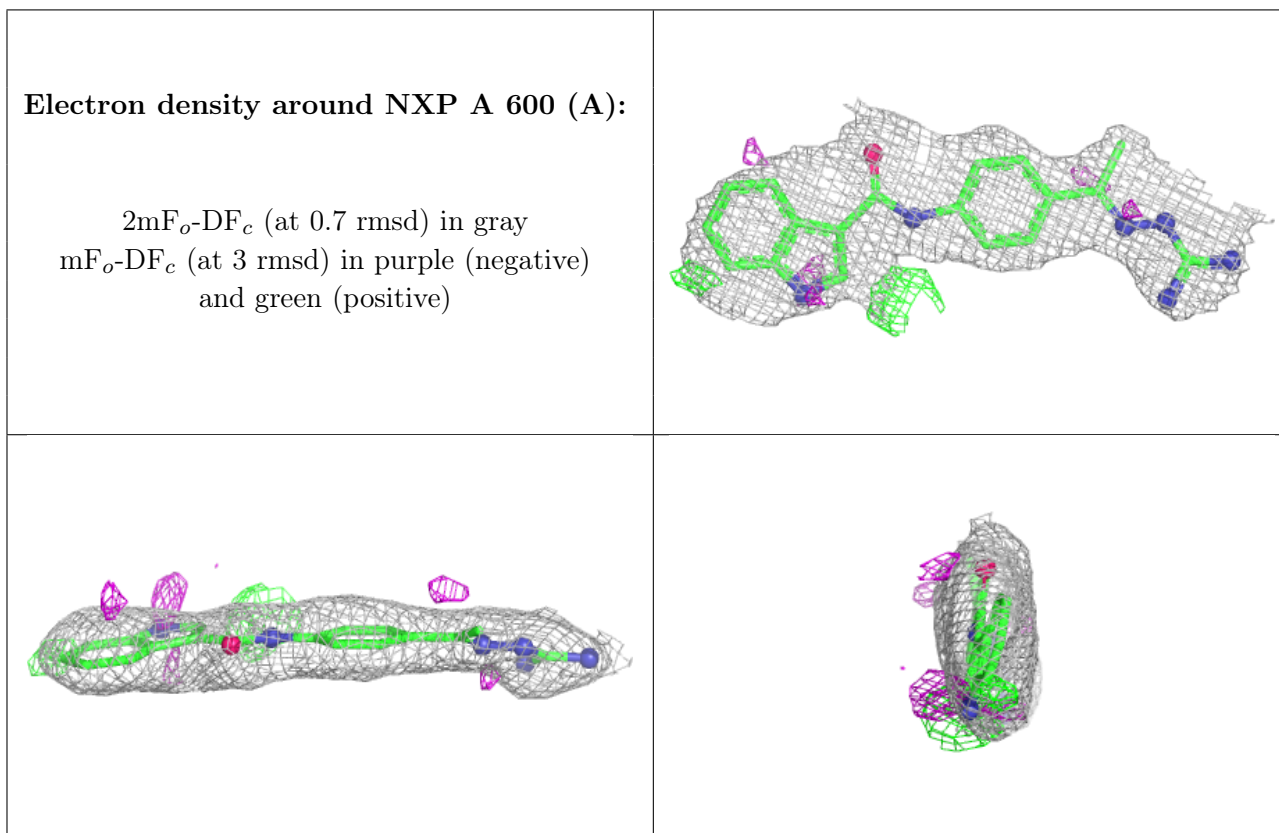 Electron density around NXP A 600 (A):
2mFo-DFc (at 0.7 rmsd) in gray
mFo-DFc (at 3 rmsd) in purple (negative)
and green (positive)